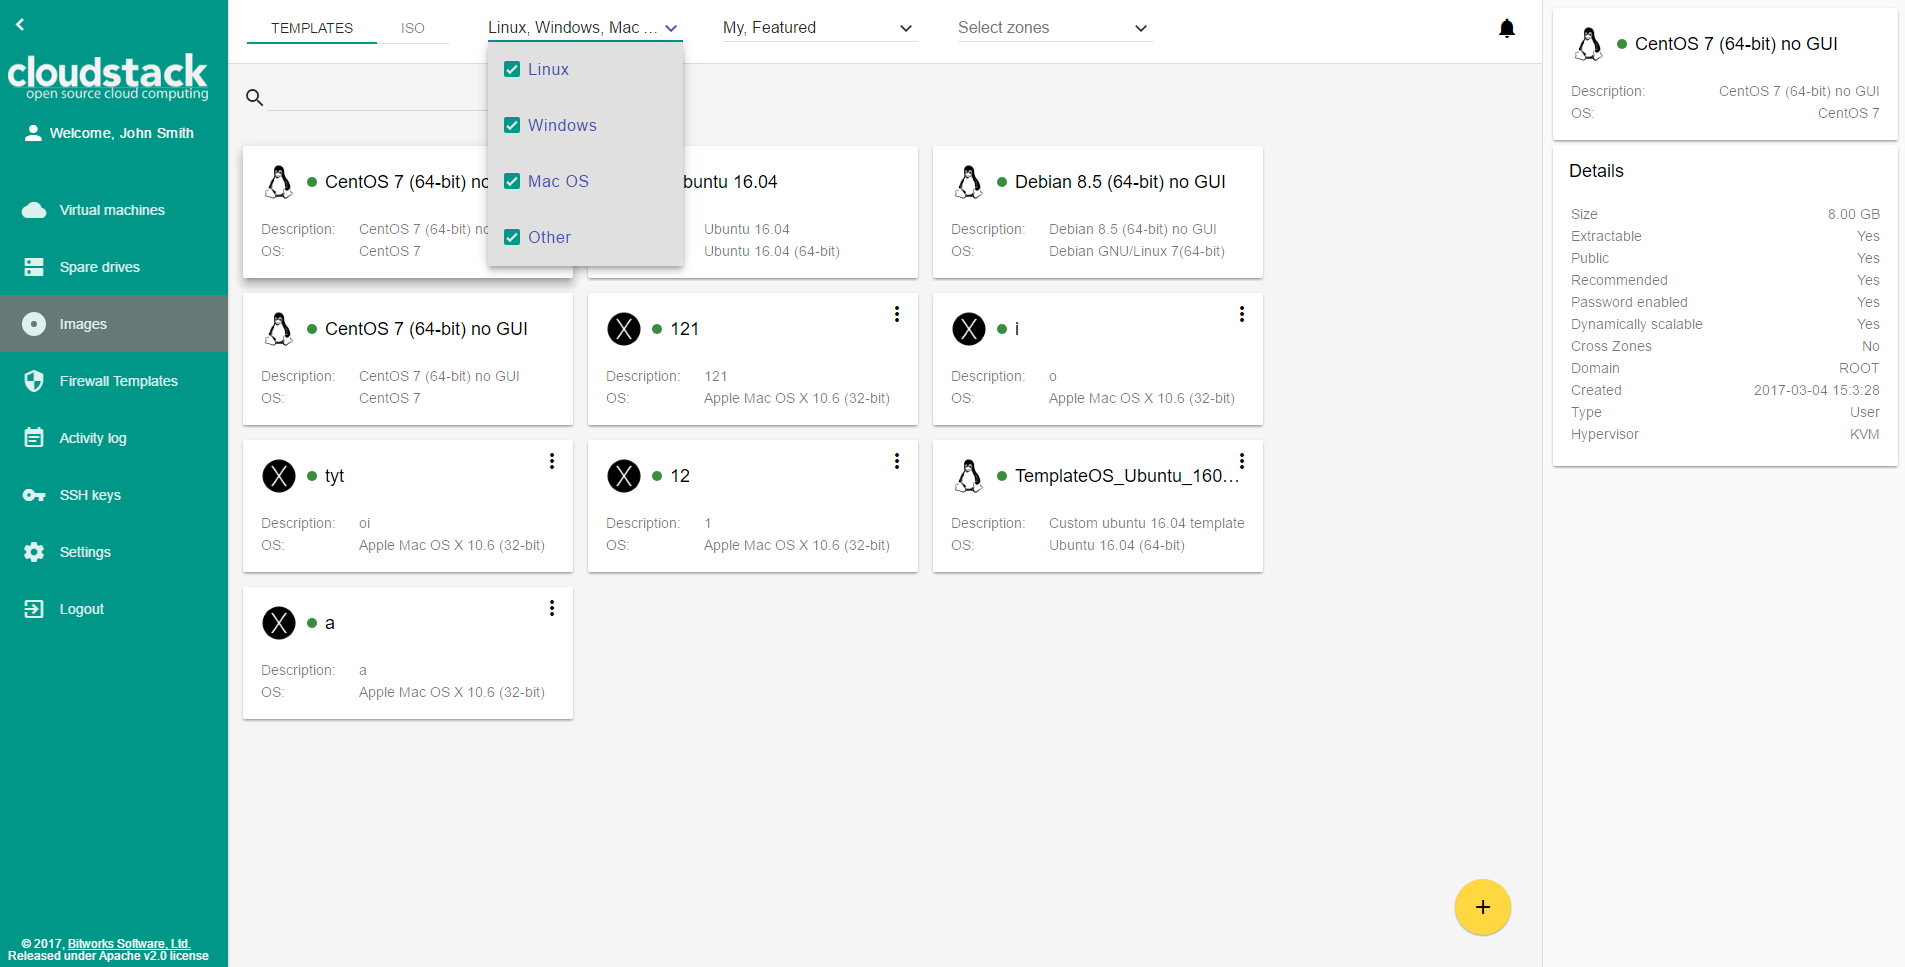 cloudstack
open source cloud computing
Welcome, John Smith
Virtual machines
Spare drives
Images
Firewall Templates
Activity log
SSH keys
Settings
Logout
© 2017, Bitworks Software, Ltd.
Released under Apache v2.0 license
TEMPLATES ISO Linux, Windows, Mac ... My, Featured Select zones
Linux
Windows
Mac OS
Other
CentOS 7 (64-bit) no
Description: CentOS 7 (64-bit) no
OS: CentOS 7
buntu 16.04
Ubuntu 16.04
Ubuntu 16.04 (64-bit)
Debian 8.5 (64-bit) no GUI
Description: Debian 8.5 (64-bit) no GUI
OS: Debian GNU/Linux 7(64-bit)
CentOS 7 (64-bit) no GUI
Description: CentOS 7 (64-bit) no GUI
OS: CentOS 7
121
Description: 121
OS: Apple Mac OS X 10.6 (32-bit)
i
Description: o
OS: Apple Mac OS X 10.6 (32-bit)
tyt
Description: oi
OS: Apple Mac OS X 10.6 (32-bit)
12
Description: 1
OS: Apple Mac OS X 10.6 (32-bit)
TemplateOS_Ubuntu_160...
Description: Custom ubuntu 16.04 template
OS: Ubuntu 16.04 (64-bit)
a
Description: a
OS: Apple Mac OS X 10.6 (32-bit)
CentOS 7 (64-bit) no GUI
Description: CentOS 7 (64-bit) no GUI
OS: CentOS 7
Details
Size 8.00 GB
Extractable Yes
Public Yes
Recommended Yes
Password enabled Yes
Dynamically scalable Yes
Cross Zones No
Domain ROOT
Created 2017-03-04 15:3:28
Type User
Hypervisor KVM